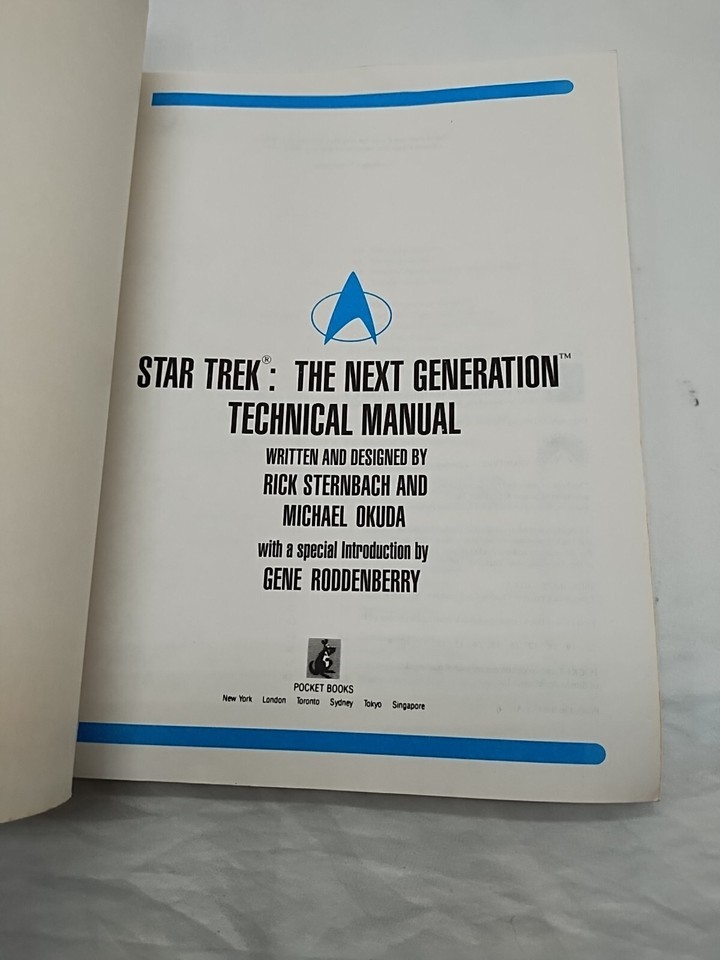 STAR TREK®: THE NEXT GENERATION™
TECHNICAL MANUAL
WRITTEN AND DESIGNED BY
RICK STERNBACH AND
MICHAEL OKUDA
with a special Introduction by
GENE RODDENBERRY
POCKET BOOKS
New York London Toronto Sydney Tokyo Singapore